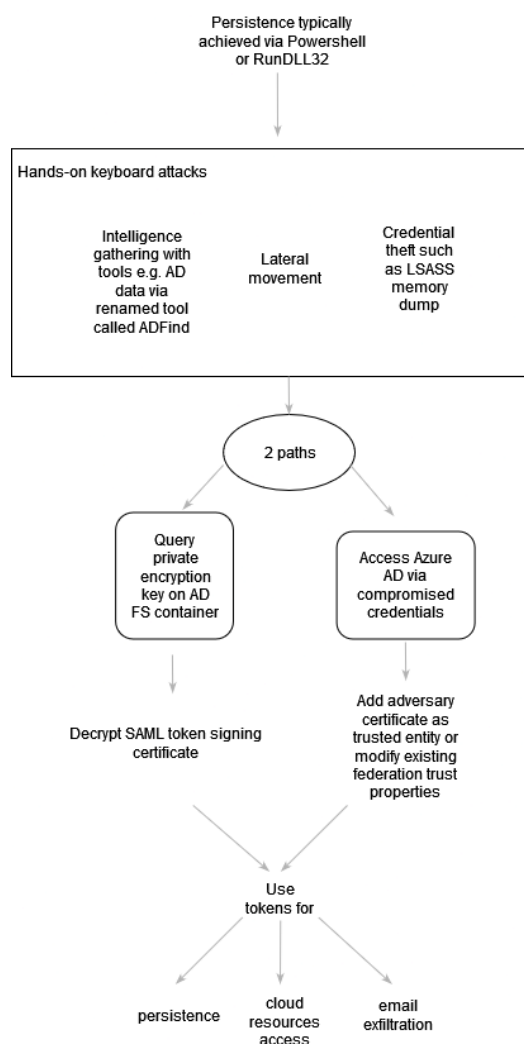 Persistence typically
achieved via Powershell
or RunDLL32
Hands-on keyboard attacks
Intelligence
gathering with
tools e.g. AD
data via
renamed tool
called ADFind
Lateral
movement
Credential
theft such
as LSASS
memory
dump
2 paths
Query
private
encryption
key on AD
FS container
Access Azure
AD via
compromised
credentials
Decrypt SAML token signing
certificate
Add adversary
certificate as
trusted entity or
modify existing
federation trust
properties
Use
tokens for
persistence
cloud
resources
access
email
exfiltration